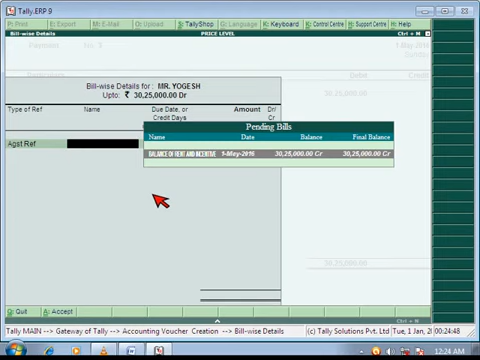 Tally.ERP 9
P: Print E: Export M: E-Mail O: Upload S: TallyShop G: Language K: Keyboard K: Control Centre H: Support Centre H: Help
Bill-wise Details PRICE LEVEL Ctrl + M
Payment No. 1-May-2016
Sunday
Debit Credit
30,25,000.00
Bill-wise Details for : MR. YOGESH
Upto: ₹ 30,25,000.00 Dr
Type of Ref Name Due Date, or Amount Dr/
Credit Days Cr
Pending Bills
Name Date Balance Final Balance
Agst Ref
BALANCE OF RENT AND INCENTIVE 1-May-2016 30,25,000.00 Cr 30,25,000.00 Cr
30,25,000.00
Q: Quit A: Accept
Ctrl + N
Tally MAIN --> Gateway of Tally --> Accounting Voucher Creation --> Bill-wise Details (c) Tally Solutions Pvt. Ltd., Tue, 1 Jan, 00:24:48
12:24 AM